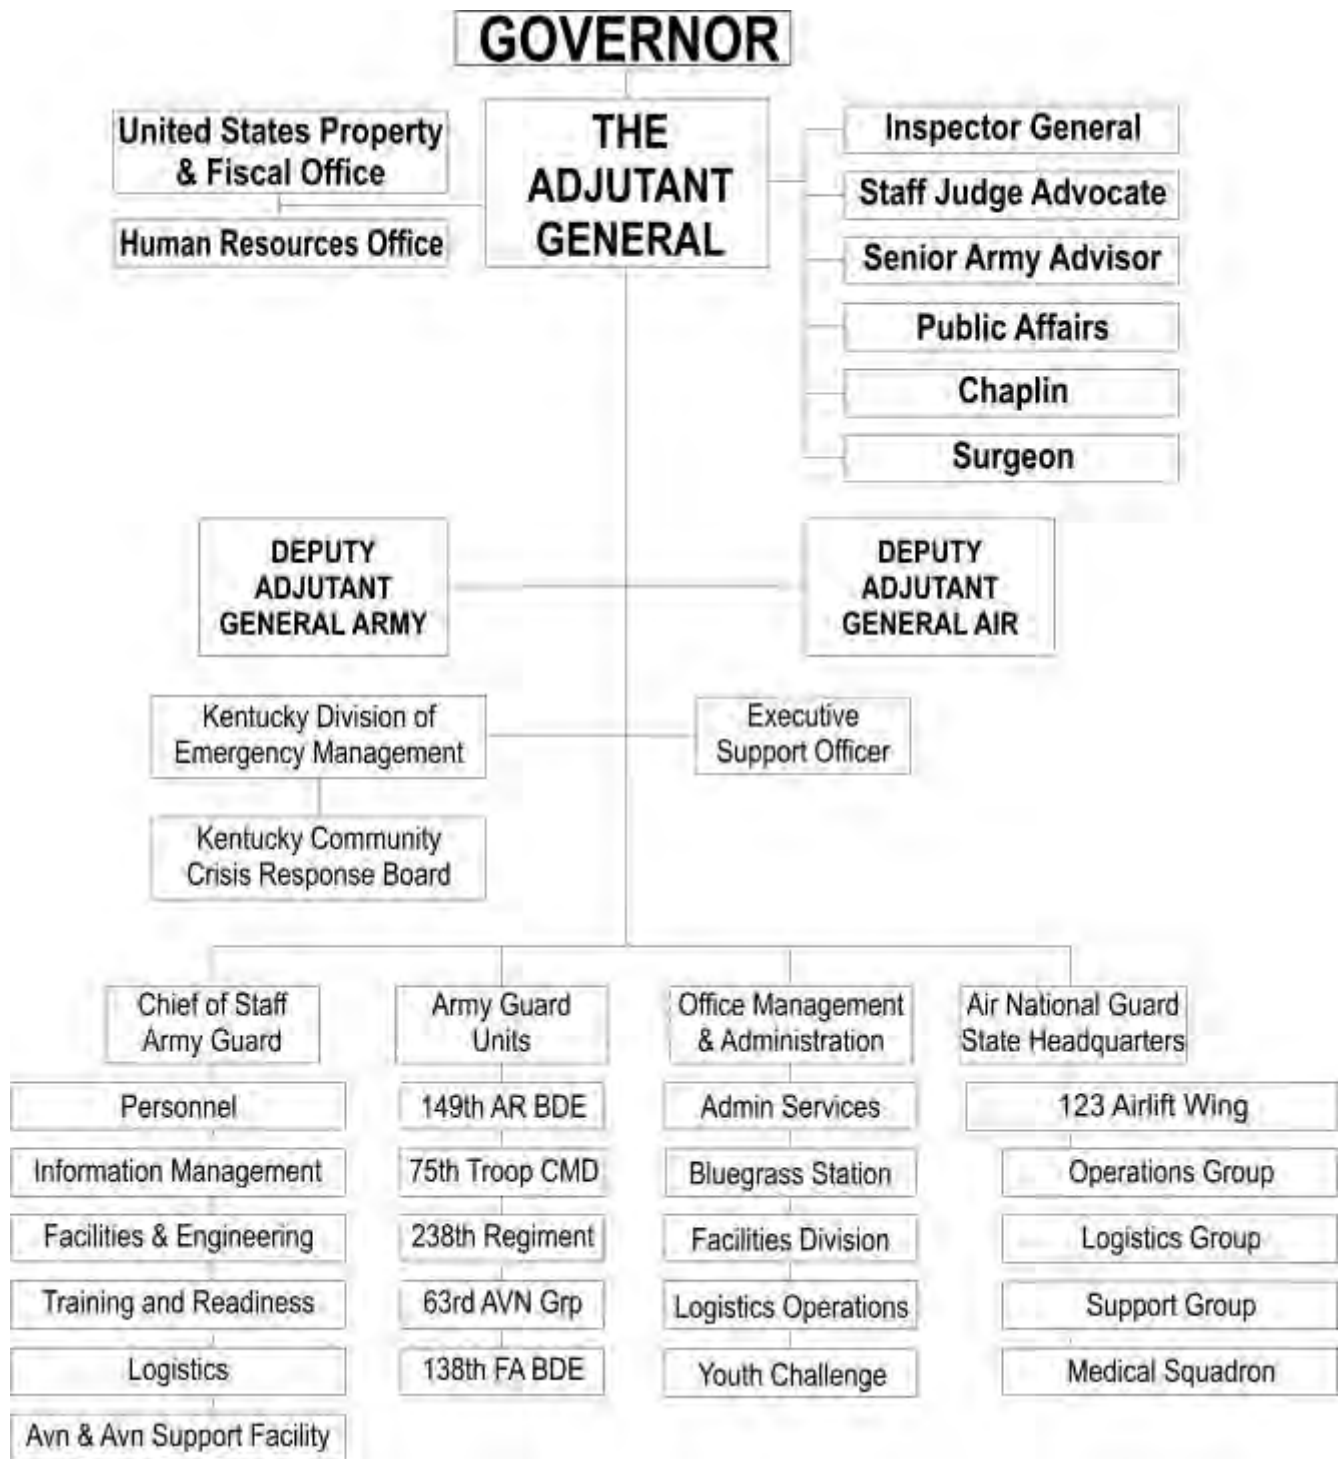 GOVERNOR
United States Property
& Fiscal Office
Human Resources Office
THE
ADJUTANT
GENERAL
Inspector General
Staff Judge Advocate
Senior Army Advisor
Public Affairs
Chaplin
Surgeon
DEPUTY
ADJUTANT
GENERAL ARMY
DEPUTY
ADJUTANT
GENERAL AIR
Kentucky Division of
Emergency Management
Executive
Support Officer
Kentucky Community
Crisis Response Board
Chief of Staff
Army Guard
Personnel
Information Management
Facilities & Engineering
Training and Readiness
Logistics
Avn & Avn Support Facility
Army Guard
Units
149th AR BDE
75th Troop CMD
238th Regiment
63rd AVN Grp
138th FA BDE
Office Management
& Administration
Admin Services
Bluegrass Station
Facilities Division
Logistics Operations
Youth Challenge
Air National Guard
State Headquarters
123 Airlift Wing
Operations Group
Logistics Group
Support Group
Medical Squadron